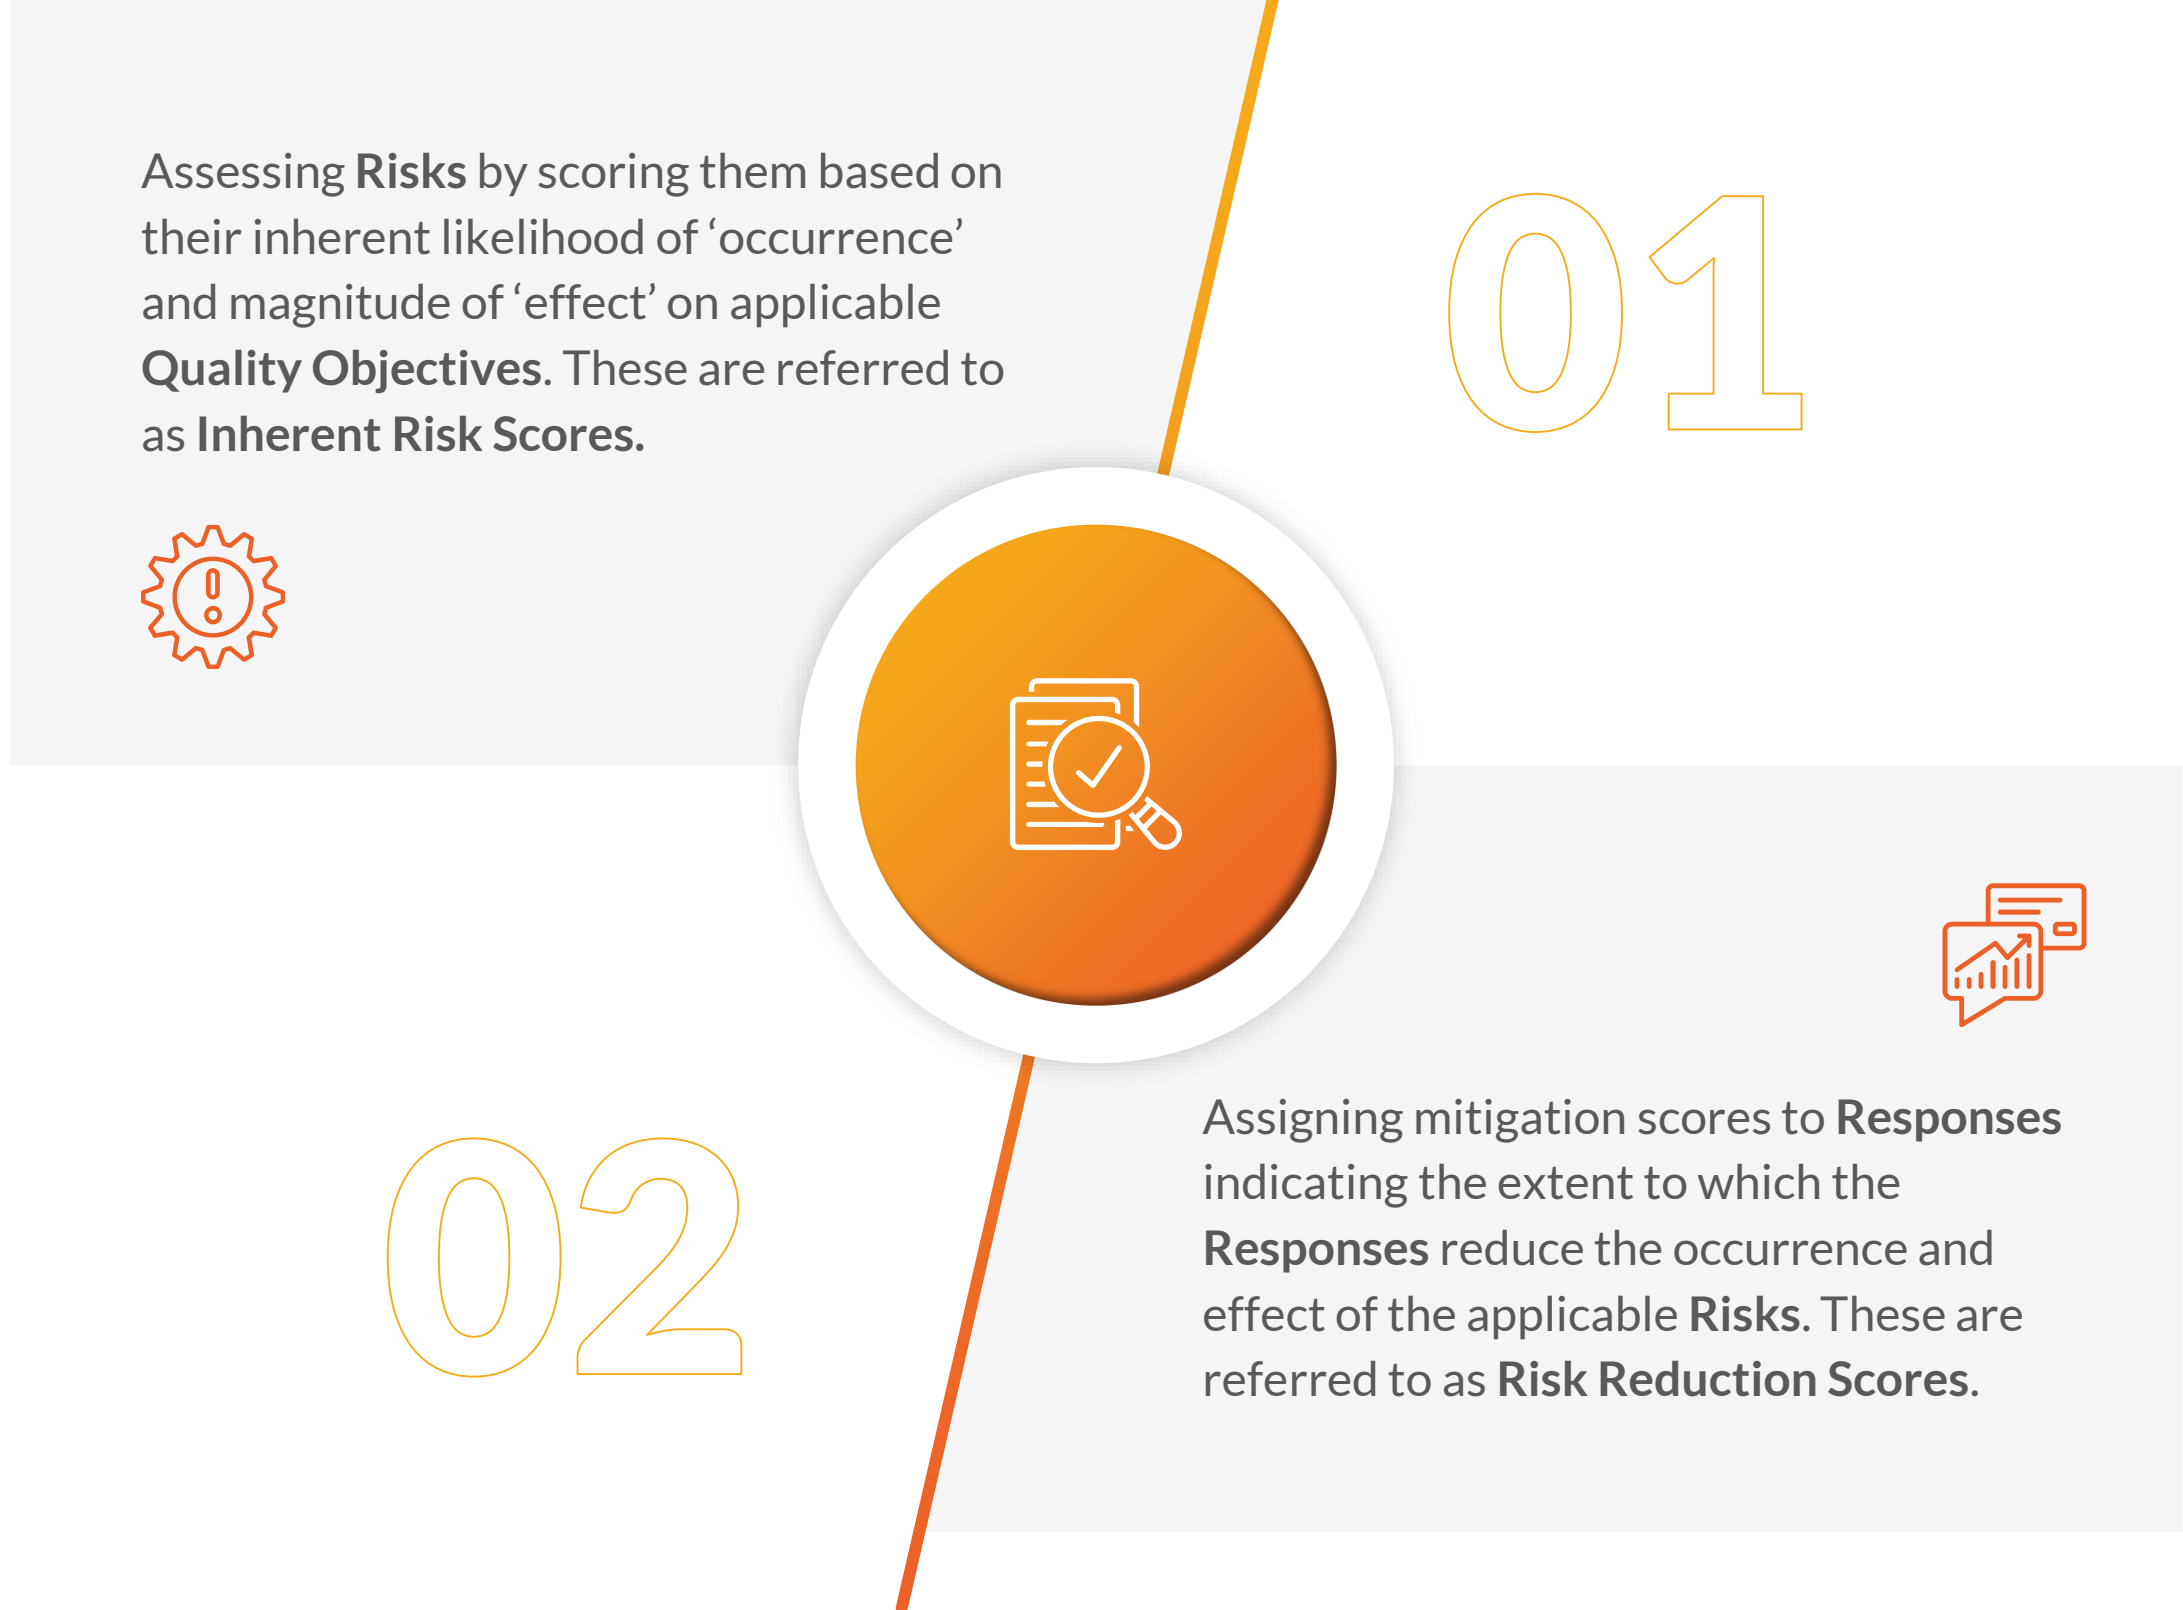 Assessing Risks by scoring them based on
their inherent likelihood of ‘occurrence’
and magnitude of ‘effect’ on applicable
Quality Objectives. These are referred to
as Inherent Risk Scores.
01
02
Assigning mitigation scores to Responses
indicating the extent to which the
Responses reduce the occurrence and
effect of the applicable Risks. These are
referred to as Risk Reduction Scores.